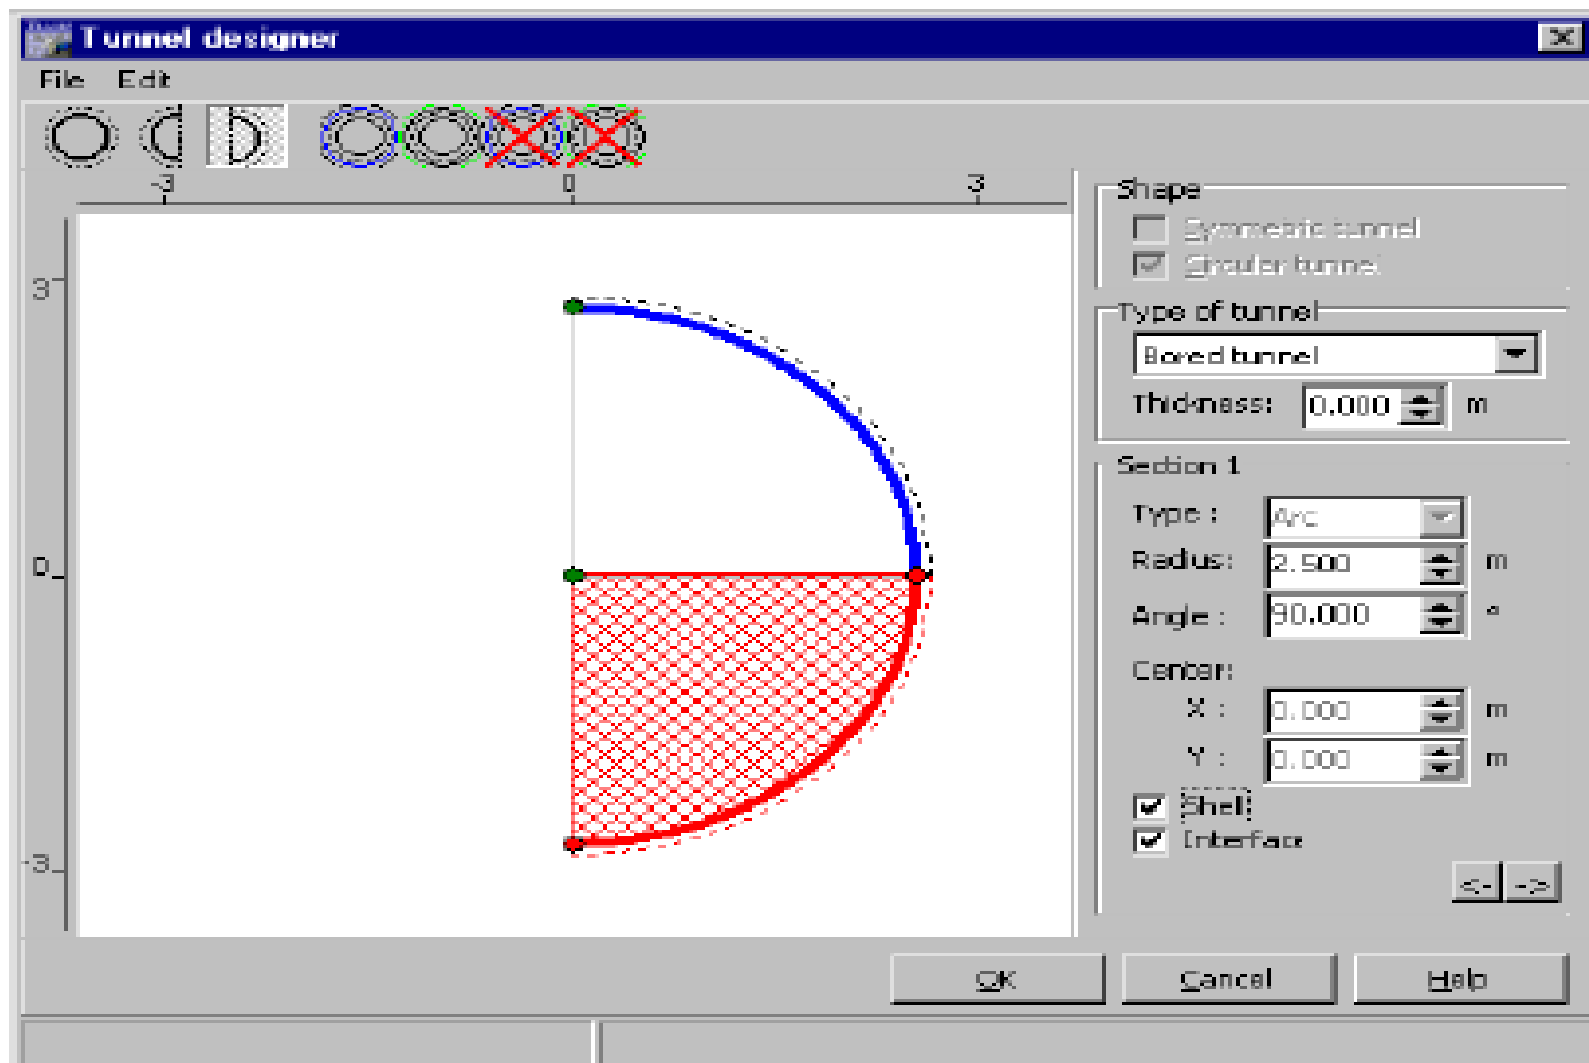 Tunnel designer
File Edit
-3 0 3
3
0
-3
Shape
Symmetric tunnel
Circular tunnel
Type of tunnel
Bored tunnel
Thickness: 0.000 m
Section 1
Type : Arc
Radius: 2.500 m
Angle : 90.000 °
Center:
X : 0.000 m
Y : 0.000 m
Shell
Interface
<- ->
OK Cancel Help